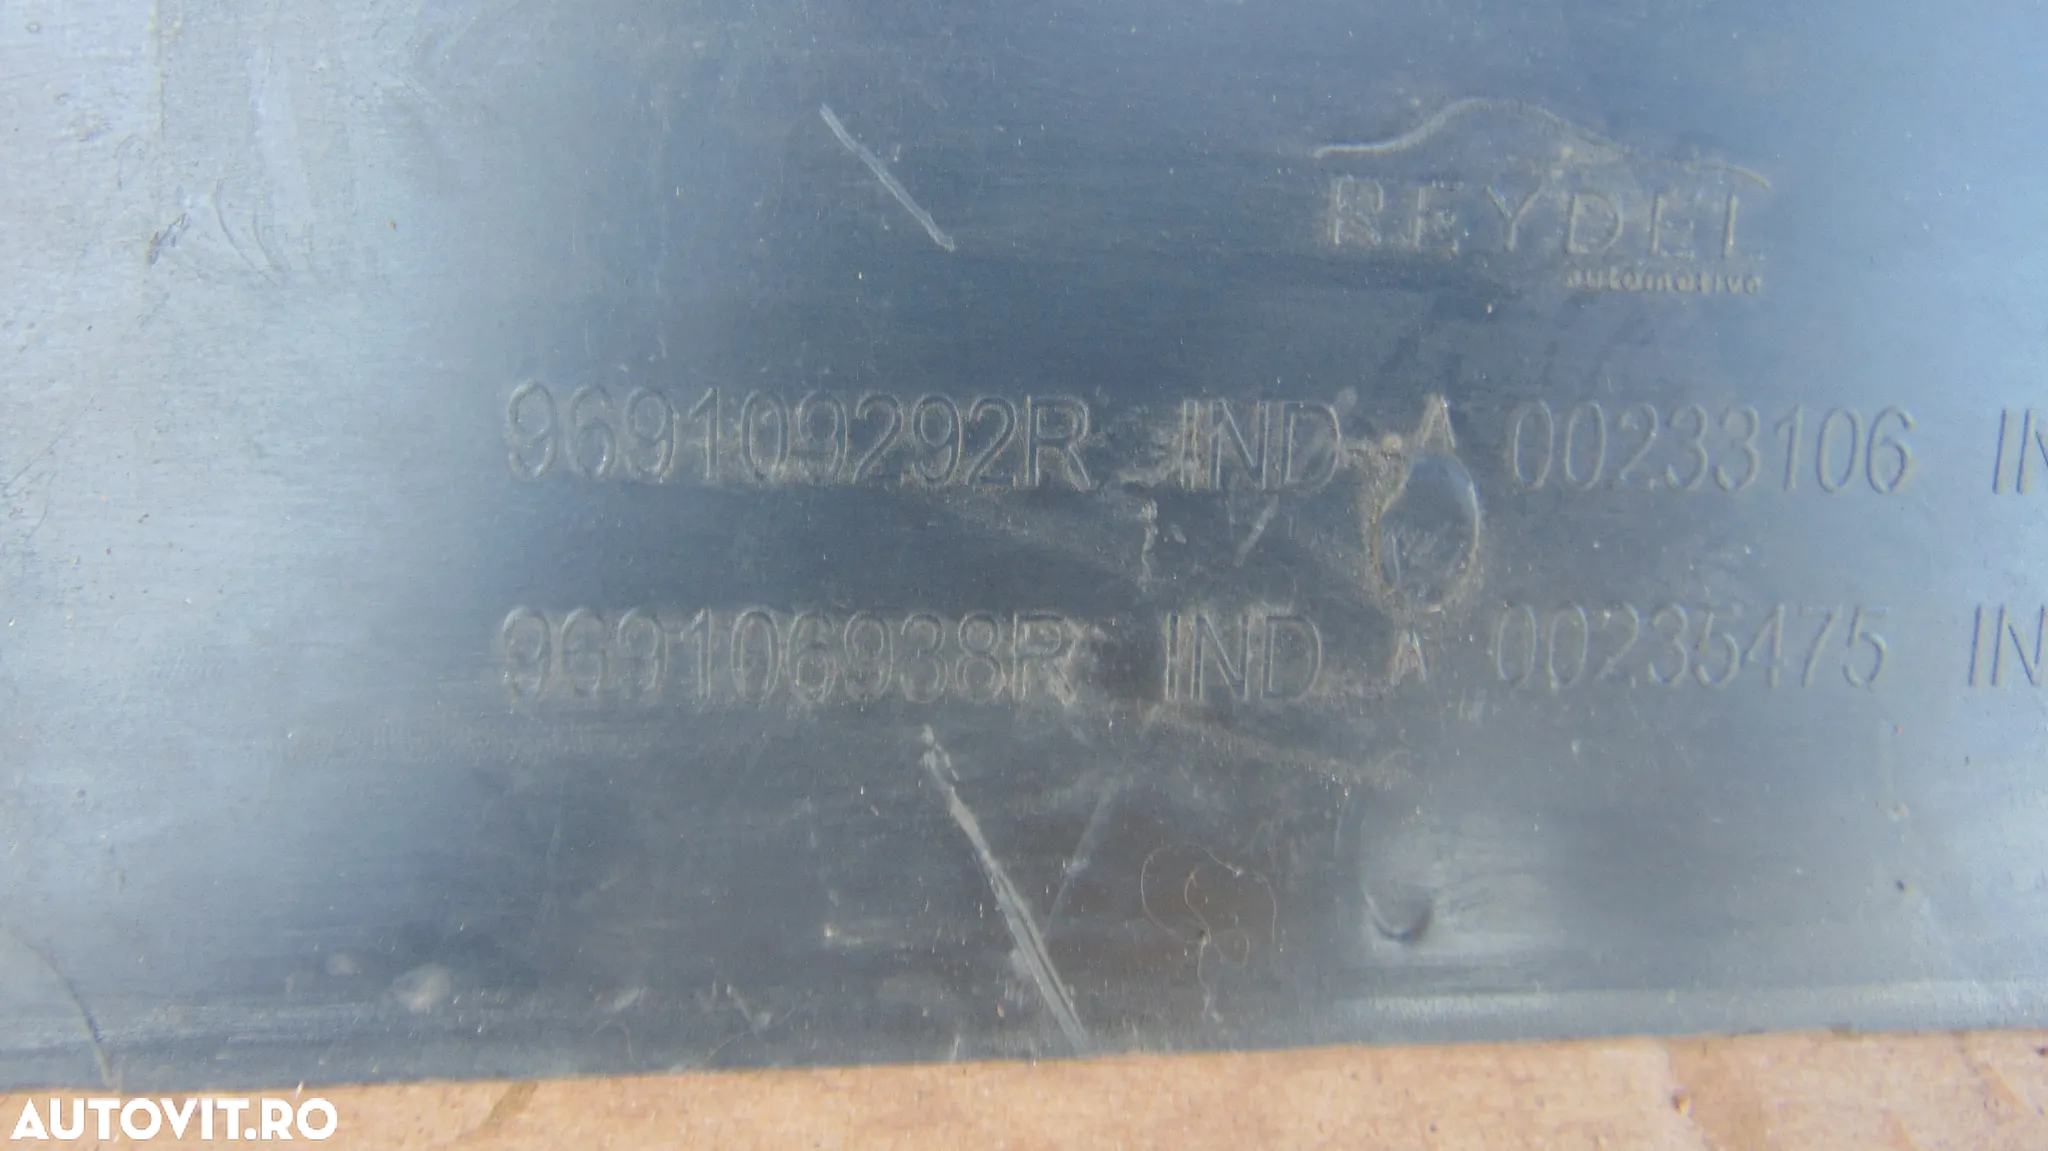 REYDEL
automotive
969109292R IND A 00233106 IN
969106938R IND A 00235475 IN
AUTOVIT.RO